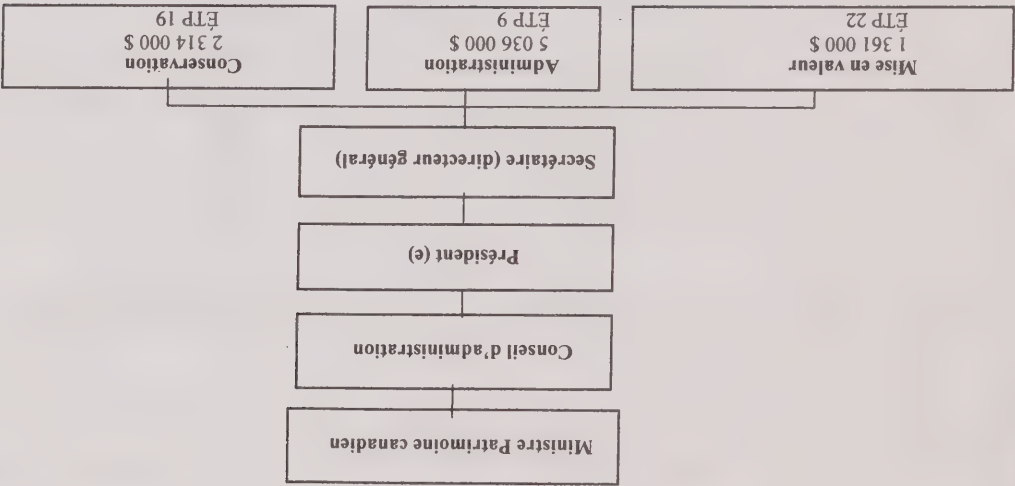 Ministre Patrimoine canadien
Conseil d'administration
Président (e)
Secrétaire (directeur général)
Mise en valeur
1 361 000 $
ÉTP 22
Administration
5 036 000 $
ÉTP 9
Conservation
2 314 000 $
ÉTP 19